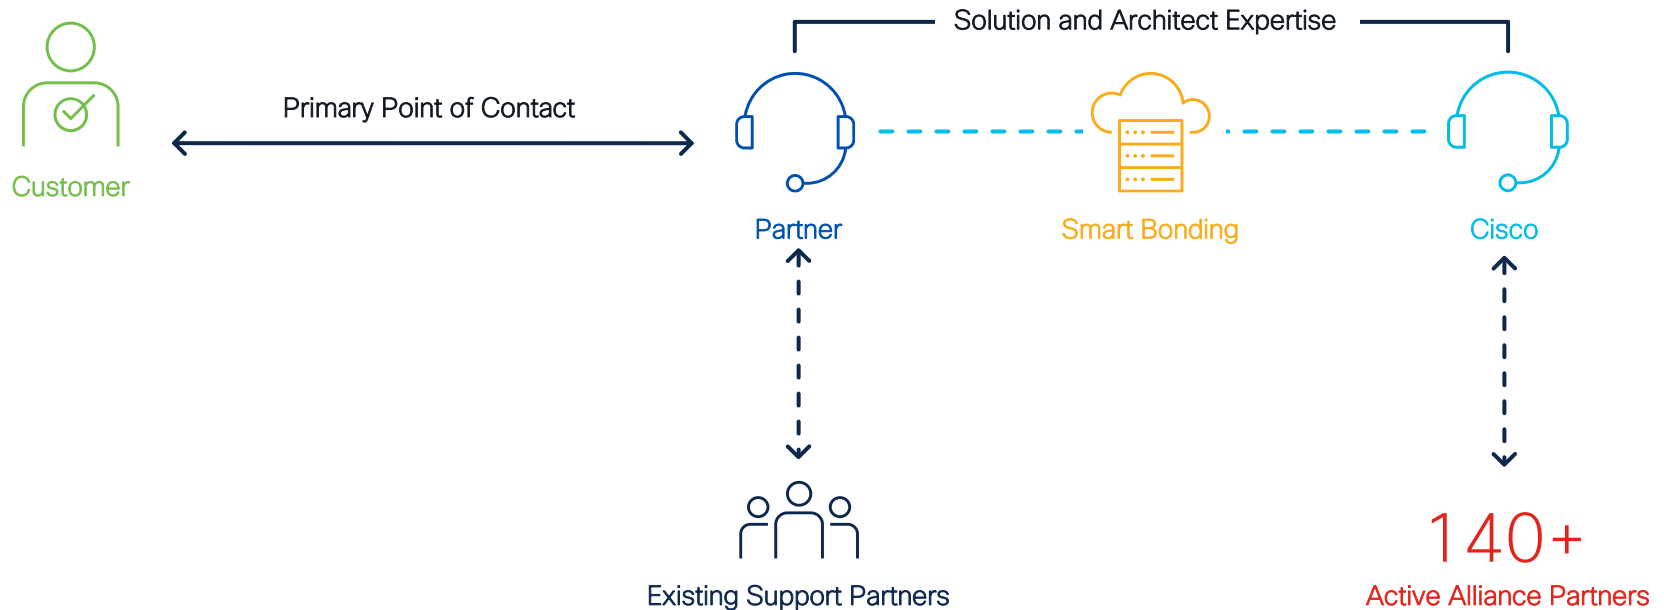 Solution and Architect Expertise
Primary Point of Contact
Customer
Partner
Smart Bonding
Cisco
Existing Support Partners
140+
Active Alliance Partners